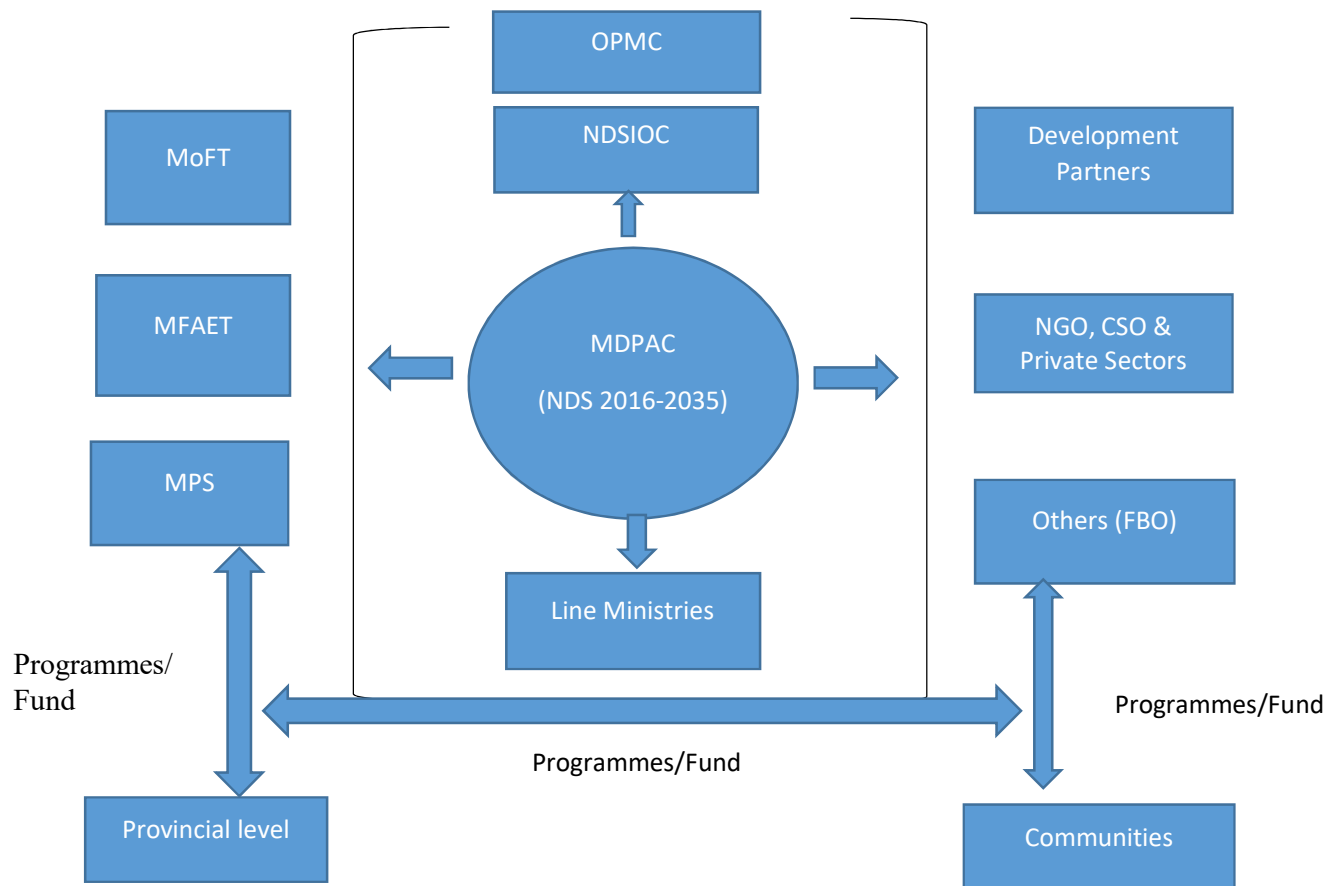 OPMC
NDSIOC
MoFT
Development
Partners
MFAET
MDPAC
(NDS 2016-2035)
NGO, CSO &
Private Sectors
MPS
Others (FBO)
Line Ministries
Programmes/
Fund
Programmes/Fund
Programmes/Fund
Provincial level
Communities